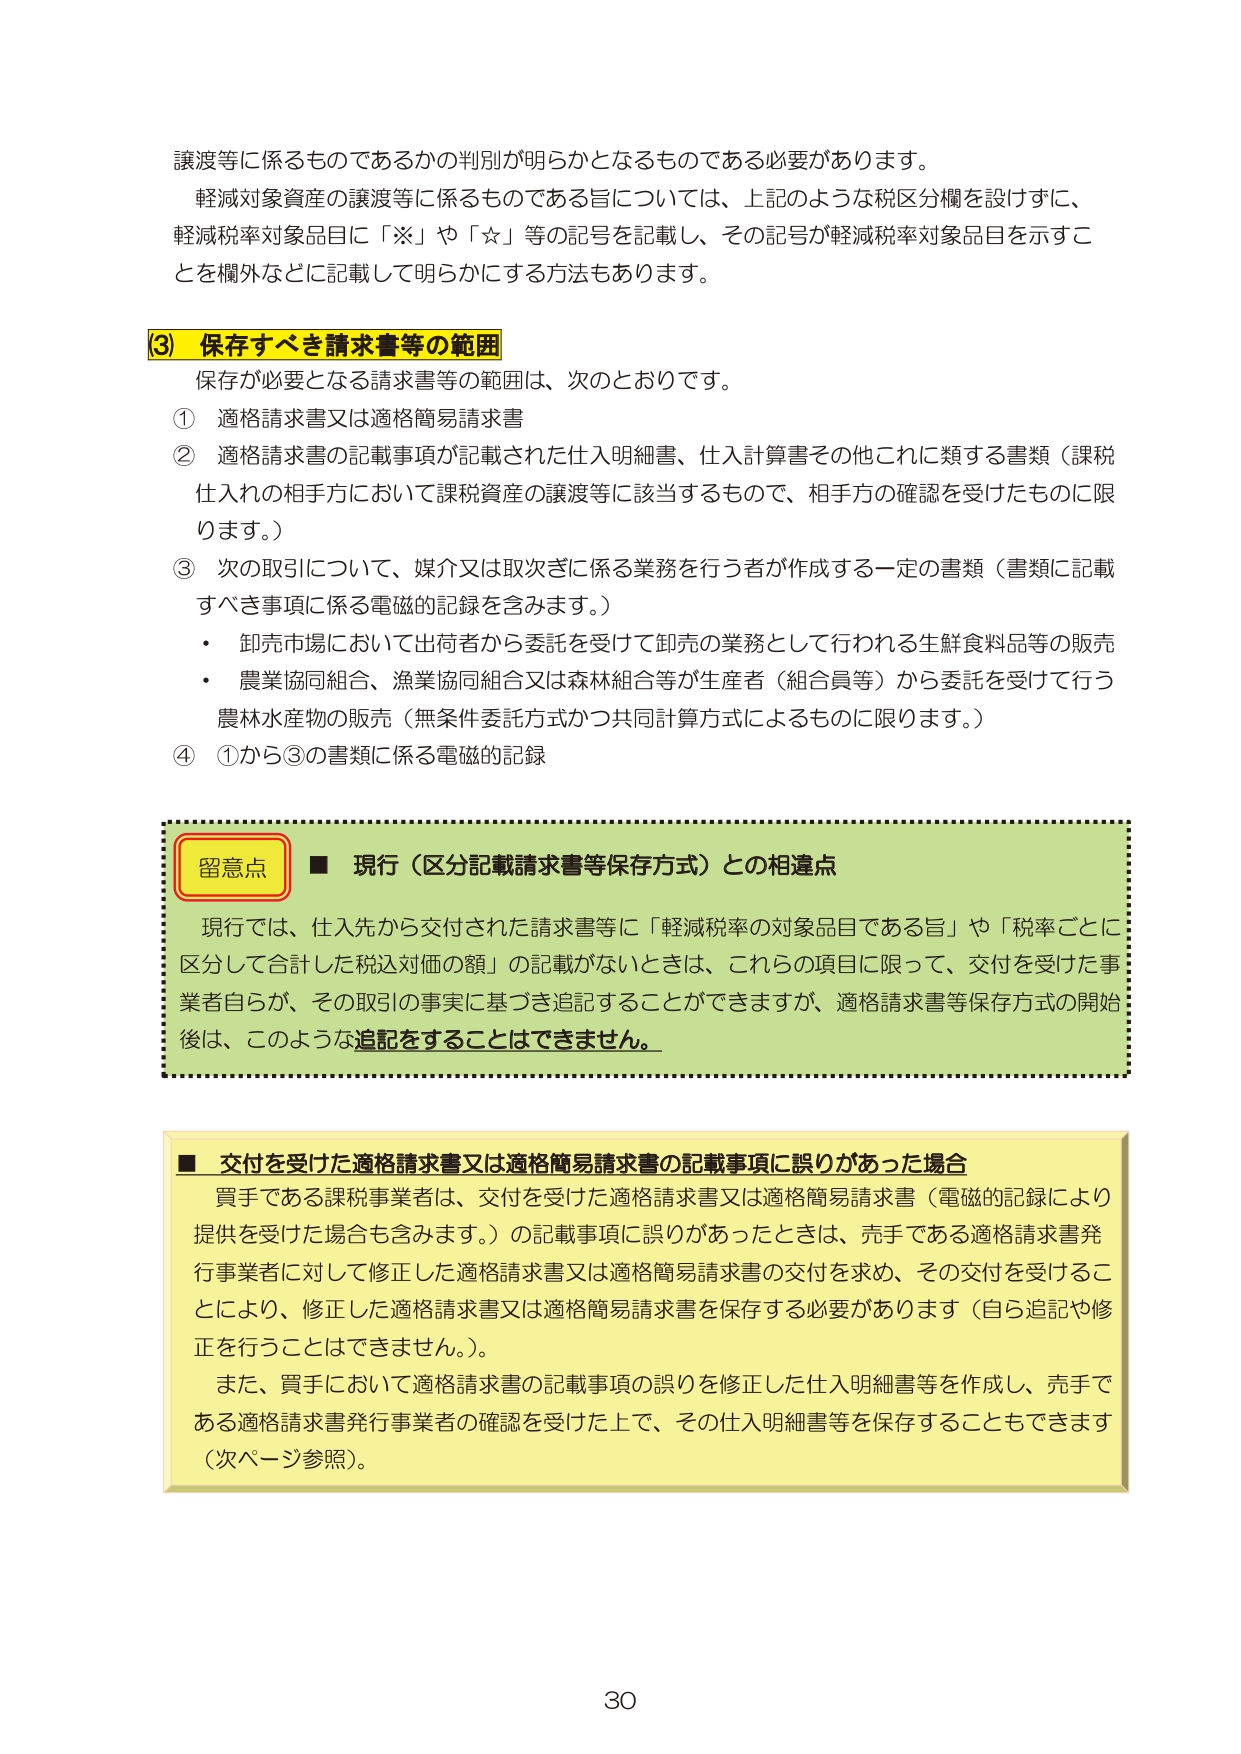 譲渡等に係るものであるかの判別が明らかとなるものである必要があります。
軽減対象資産の譲渡等に係るものである旨については、上記のような税区分欄を設けずに、
軽減税率対象品目に「※」や「☆」等の記号を記載し、その記号が軽減税率対象品目を示すこ
とを欄外などに記載して明らかにする方法もあります。
⑶　保存すべき請求書等の範囲
保存が必要となる請求書等の範囲は、次のとおりです。
①　適格請求書又は適格簡易請求書
②　適格請求書の記載事項が記載された仕入明細書、仕入計算書その他これに類する書類（課税
仕入れの相手方において課税資産の譲渡等に該当するもので、相手方の確認を受けたものに限
ります。）
③　次の取引について、媒介又は取次ぎに係る業務を行う者が作成する一定の書類（書類に記載
すべき事項に係る電磁的記録を含みます。）
・　卸売市場において出荷者から委託を受けて卸売の業務として行われる生鮮食料品等の販売
・　農業協同組合、漁業協同組合又は森林組合等が生産者（組合員等）から委託を受けて行う
農林水産物の販売（無条件委託方式かつ共同計算方式によるものに限ります。）
④　①から③の書類に係る電磁的記録
留意点　■　現行（区分記載請求書等保存方式）との相違点
現行では、仕入先から交付された請求書等に「軽減税率の対象品目である旨」や「税率ごとに
区分して合計した税込対価の額」の記載がないときは、これらの項目に限って、交付を受けた事
業者自らが、その取引の事実に基づき追記することができますが、適格請求書等保存方式の開始
後は、このような追記をすることはできません。
■　交付を受けた適格請求書又は適格簡易請求書の記載事項に誤りがあった場合
買手である課税事業者は、交付を受けた適格請求書又は適格簡易請求書（電磁的記録により
提供を受けた場合も含みます。）の記載事項に誤りがあったときは、売手である適格請求書発
行事業者に対して修正した適格請求書又は適格簡易請求書の交付を求め、その交付を受けるこ
とにより、修正した適格請求書又は適格簡易請求書を保存する必要があります（自ら追記や修
正を行うことはできません。）。
また、買手において適格請求書の記載事項の誤りを修正した仕入明細書等を作成し、売手で
ある適格請求書発行事業者の確認を受けた上で、その仕入明細書等を保存することもできます
（次ページ参照）。
30